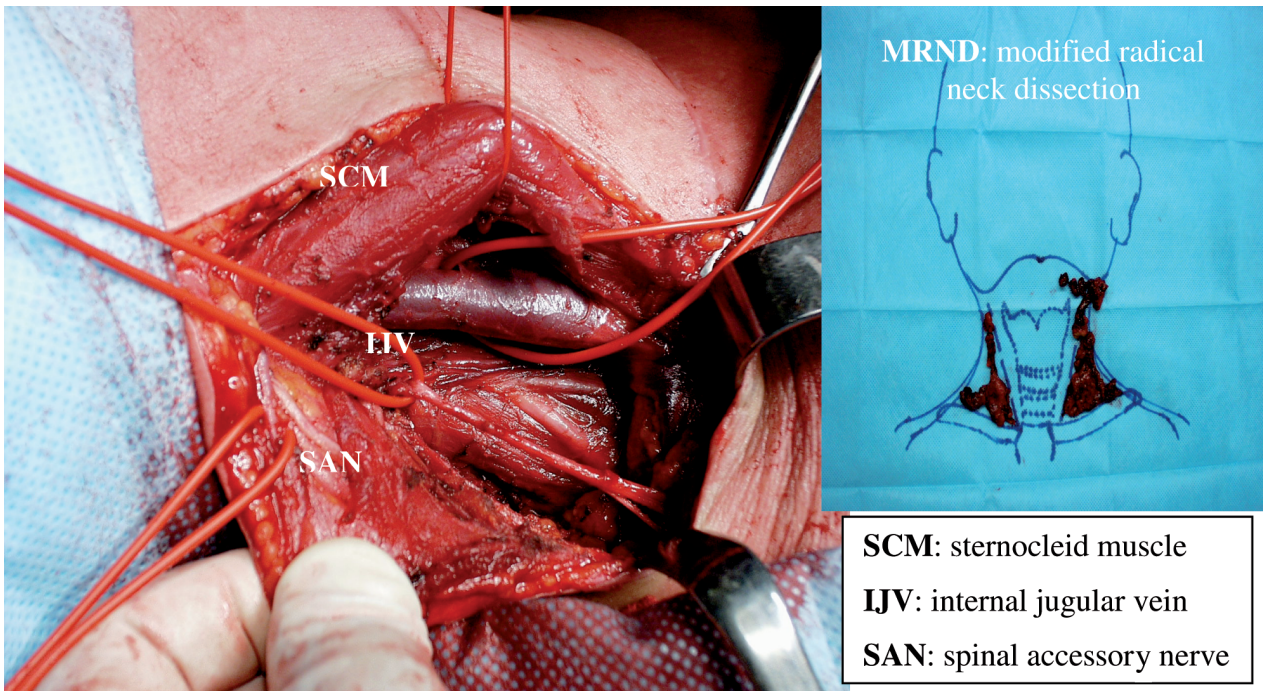 SCM
IJV
SAN
MRND: modified radical
neck dissection
SCM: sternocleid muscle
IJV: internal jugular vein
SAN: spinal accessory nerve